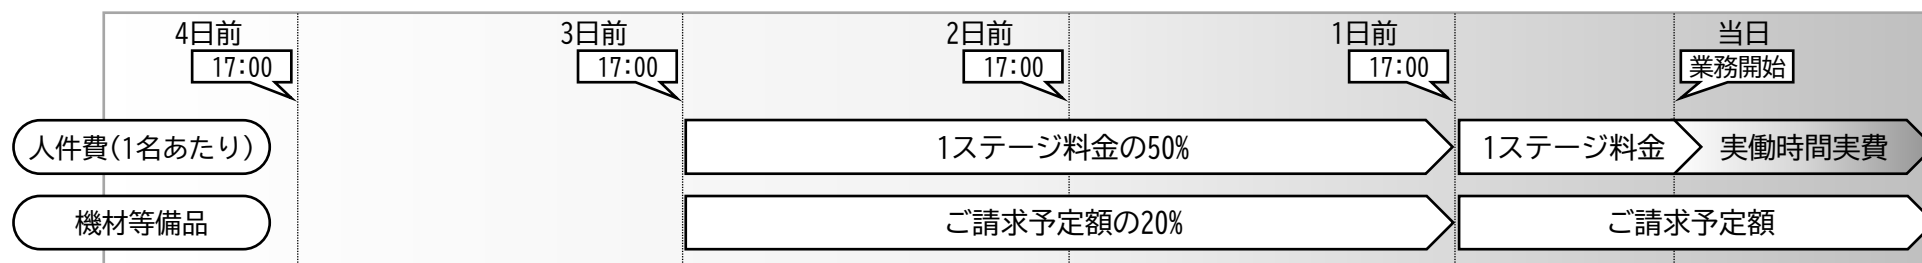 4日前
3日前
2日前
1日前
当日
17:00
17:00
17:00
17:00
業務開始
人件費(1名あたり)
1ステージ料金の50%
1ステージ料金
実働時間実費
機材等備品
ご請求予定額の20%
ご請求予定額